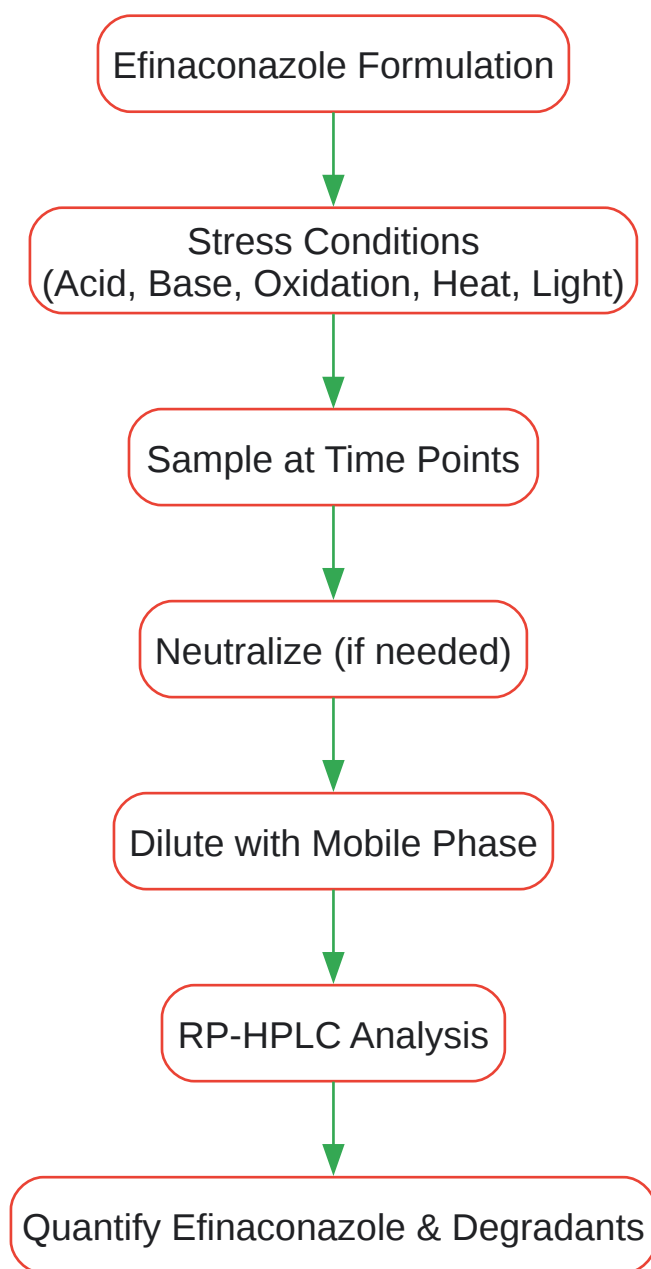 Efinaconazole Formulation
Stress Conditions
(Acid, Base, Oxidation, Heat, Light)
Sample at Time Points
Neutralize (if needed)
Dilute with Mobile Phase
RP-HPLC Analysis
Quantify Efinaconazole & Degradants